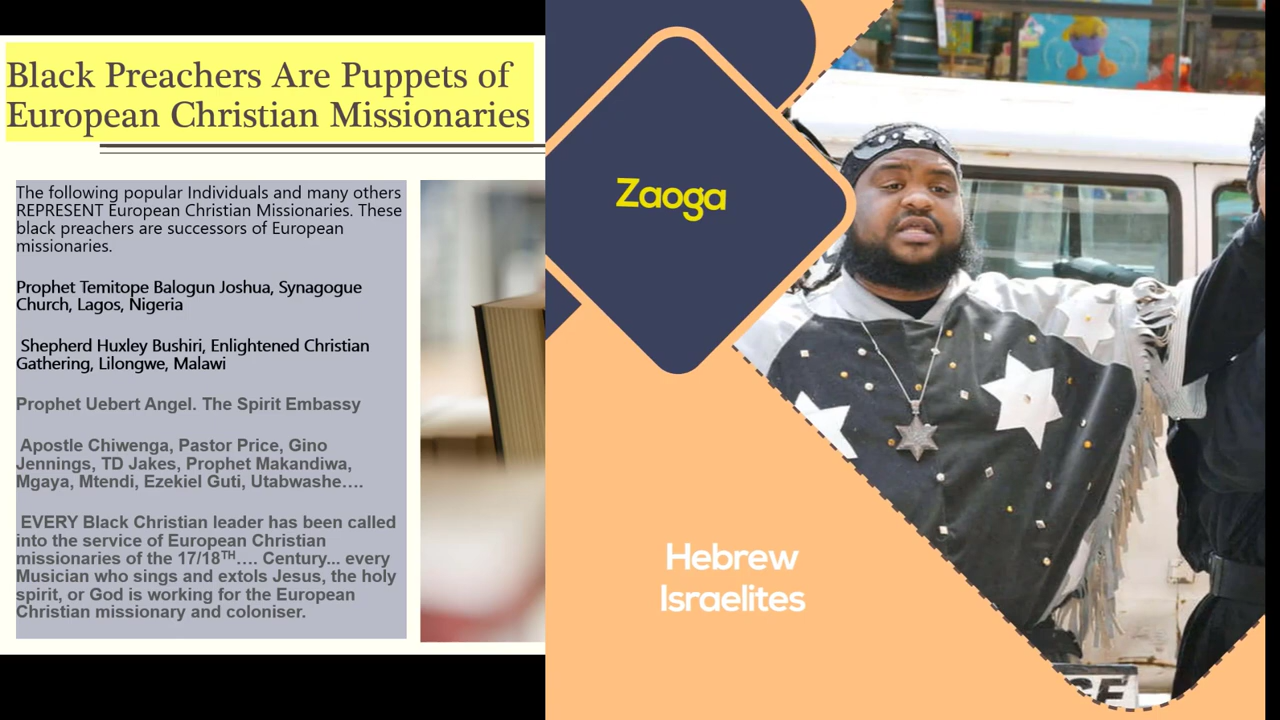 Black Preachers Are Puppets of
European Christian Missionaries
The following popular Individuals and many others
REPRESENT European Christian Missionaries. These
black preachers are successors of European
missionaries.
Prophet Temitope Balogun Joshua, Synagogue
Church, Lagos, Nigeria
Shepherd Huxley Bushiri, Enlightened Christian
Gathering, Lilongwe, Malawi
Prophet Uebert Angel. The Spirit Embassy
Apostle Chiwenga, Pastor Price, Gino
Jennings, TD Jakes, Prophet Makandiwa,
Mgaya, Mtendi, Ezekiel Guti, Utabwashe....
EVERY Black Christian leader has been called
into the service of European Christian
missionaries of the 17/18TH.... Century... every
Musician who sings and extols Jesus, the holy
spirit, or God is working for the European
Christian missionary and coloniser.
Zaoga
Hebrew
Israelites